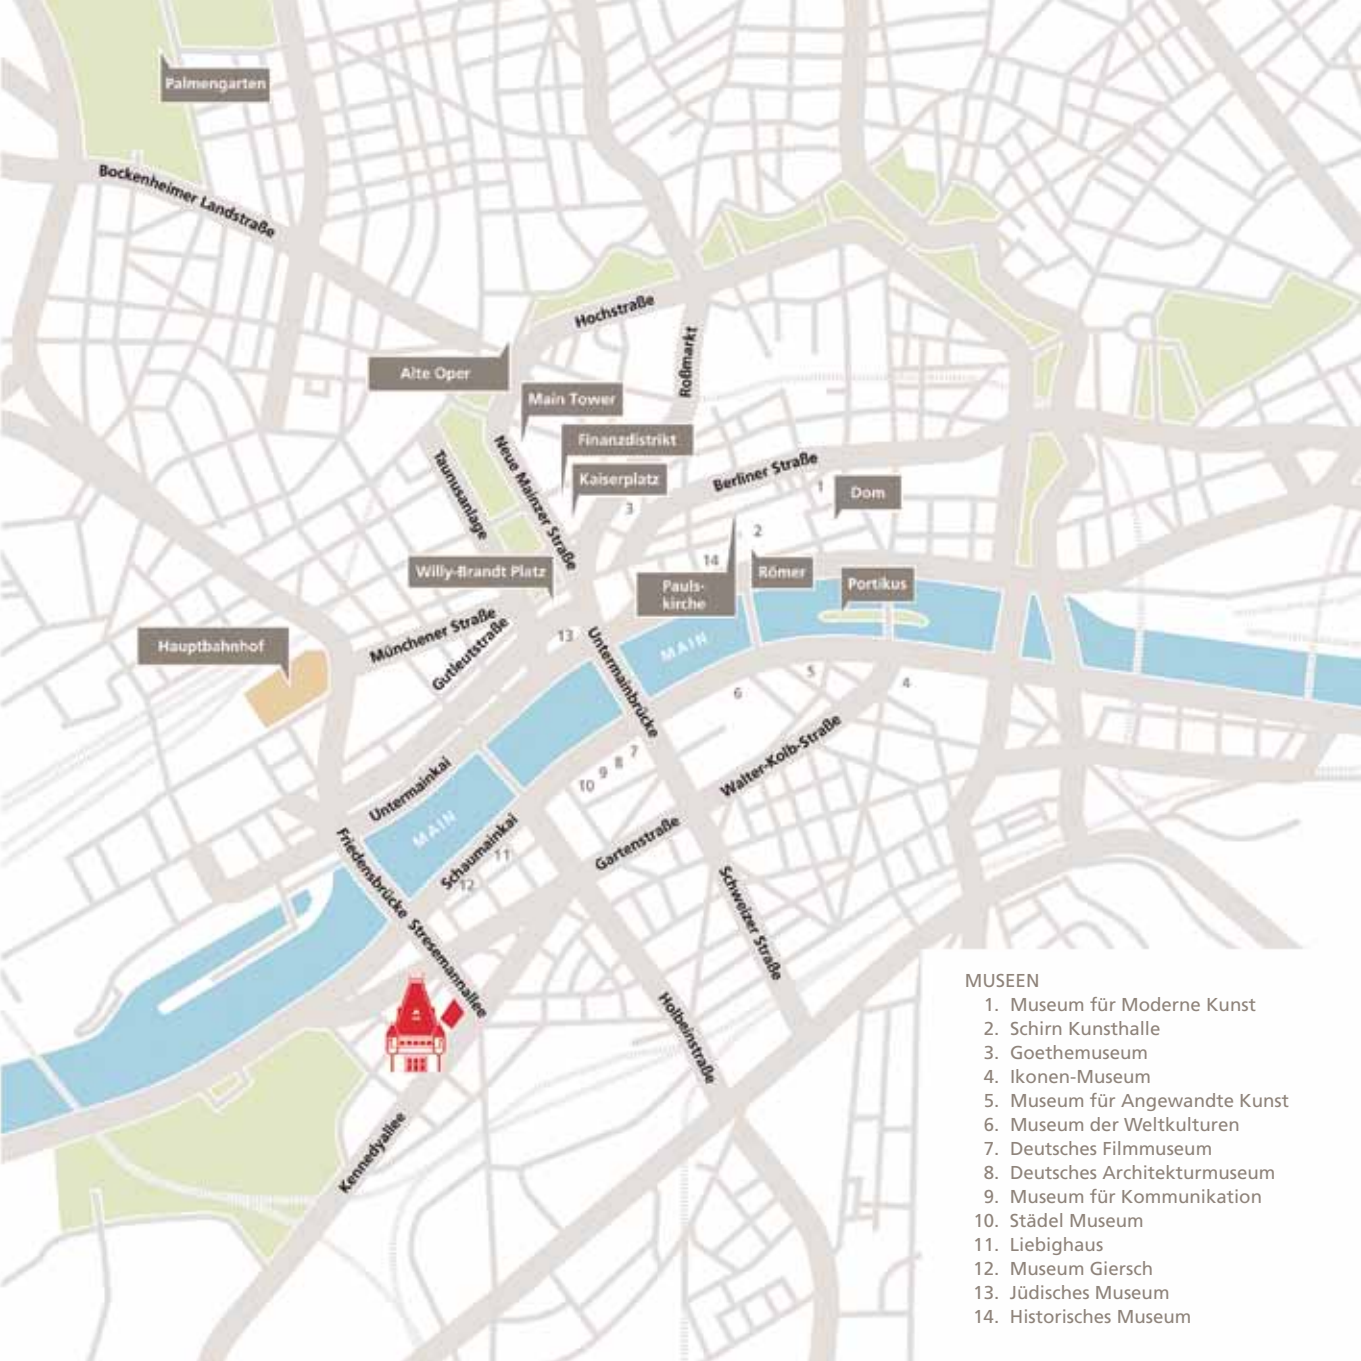 Palmengarten
Bockenheimer Landstraße
Hochstraße
Roßmarkt
Alte Oper
Main Tower
Finanzdistrikt
Kaiserplatz
Neue Mainzer Straße
Taunusanlage
Berliner Straße
1
Dom
3
2
14
Willy-Brandt Platz
Pauls-
kirche
Römer
Portikus
Münchener Straße
Gutleutstraße
13
Untermainbrücke
MAIN
Hauptbahnhof
5
4
6
Walter-Kolb-Straße
7
8
9
10
Untermainkai
MAIN
Schaumainkai
11
12
Gartenstraße
Friedensbrücke
Stresemannallee
Schweizer Straße
Holbeinstraße
Kennedyallee
MUSEEN
1. Museum für Moderne Kunst
2. Schirn Kunsthalle
3. Goethemuseum
4. Ikonen-Museum
5. Museum für Angewandte Kunst
6. Museum der Weltkulturen
7. Deutsches Filmmuseum
8. Deutsches Architekturmuseum
9. Museum für Kommunikation
10. Städel Museum
11. Liebighaus
12. Museum Giersch
13. Jüdisches Museum
14. Historisches Museum